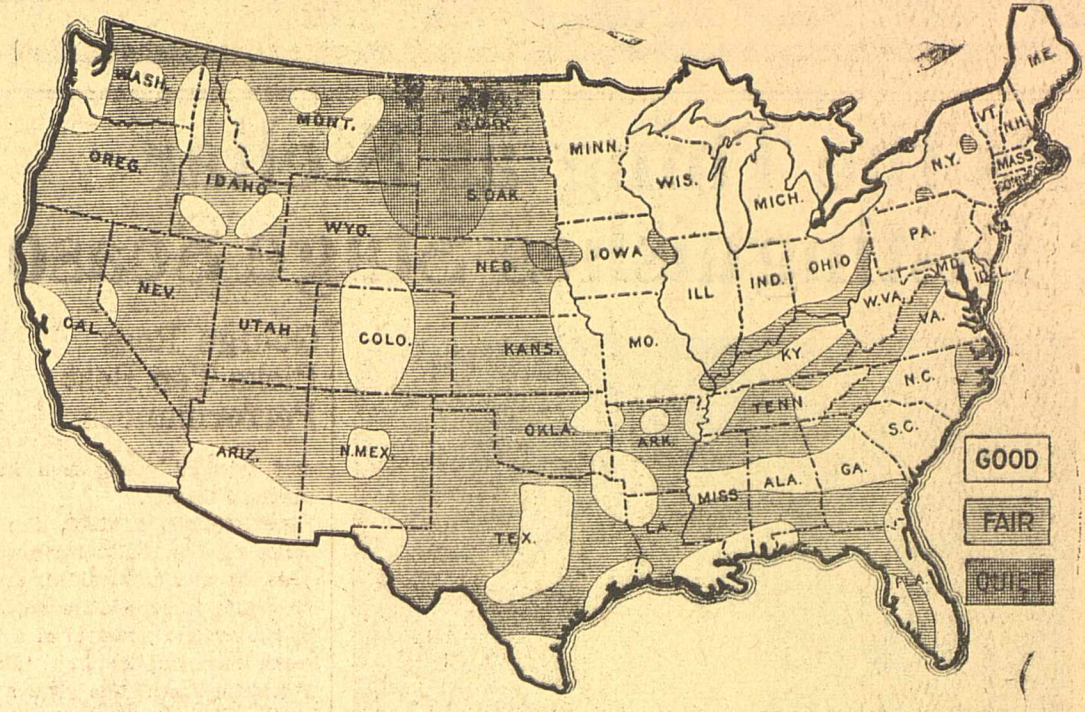 WASH.
OREG.
IDAHO
MONT.
N.DAK.
S.DAK.
WYO.
NEB.
NEV.
CAL.
UTAH
COLO.
KANS.
ARIZ.
N.MEX.
OKLA.
TEX.
MINN.
WIS.
MICH.
IOWA
ILL
IND.
OHIO
MO.
KY.
TENN
ARK.
LA.
MISS
ALA.
GA.
FLA.
S.C.
N.C.
VA.
W.VA.
MD.
DEL.
PA.
N.J.
N.Y.
CONN.
MASS.
VT.
N.H.
ME.
GOOD
FAIR
QUIET